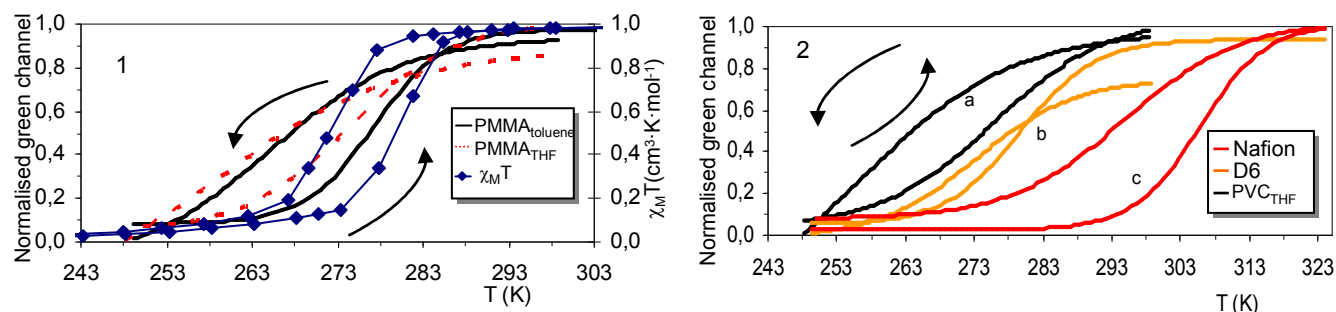 1
Normalised green channel
1,0
0,8
0,6
0,4
0,2
0,0
1,0
0,8
0,6
0,4
0,2
0,0
χMT(cm³·K·mol⁻¹)
PMMAtoluene
PMMATHF
χMT
243 253 263 273 283 293 303
T (K)
2
Normalised green channel
1,0
0,8
0,6
0,4
0,2
0,0
a
b
c
Nafion
D6
PVCTHF
243 253 263 273 283 293 303 313 323
T (K)